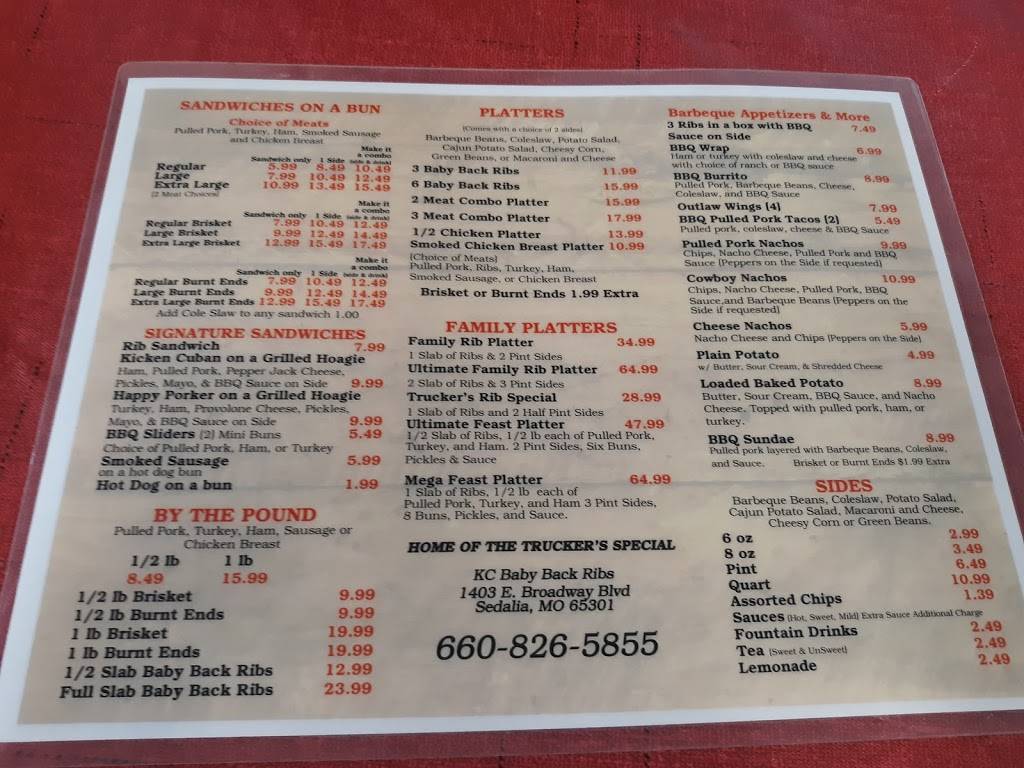 SANDWICHES ON A BUN
Choice of Meats
Pulled Pork, Turkey, Ham, Smoked Sausage
and Chicken Breast
Make it
a combo
Sandwich only 1 Side (side & drink)
Regular 5.99 8.49 10.49
Large 7.99 10.49 12.49
Extra Large 10.99 13.49 15.49
(2 Meat Choices)
Make it
a combo
Sandwich only 1 Side (side & drink)
Regular Brisket 7.99 10.49 12.49
Large Brisket 9.99 12.49 14.49
Extra Large Brisket 12.99 15.49 17.49
Make it
a combo
Sandwich only 1 Side (side & drink)
Regular Burnt Ends 7.99 10.49 12.49
Large Burnt Ends 9.99 12.49 14.49
Extra Large Burnt Ends 12.99 15.49 17.49
Add Cole Slaw to any sandwich 1.00
SIGNATURE SANDWICHES
Rib Sandwich 7.99
Kicken Cuban on a Grilled Hoagie
Ham, Pulled Pork, Pepper Jack Cheese,
Pickles, Mayo, & BBQ Sauce on Side 9.99
Happy Porker on a Grilled Hoagie
Turkey, Ham, Provolone Cheese, Pickles,
Mayo, & BBQ Sauce on Side 9.99
BBQ Sliders (2) Mini Buns 5.49
Choice of Pulled Pork, Ham, or Turkey
Smoked Sausage 5.99
on a hot dog bun
Hot Dog on a bun 1.99
BY THE POUND
Pulled Pork, Turkey, Ham, Sausage or
Chicken Breast
1/2 lb 1 lb
8.49 15.99
1/2 lb Brisket 9.99
1/2 lb Burnt Ends 9.99
1 lb Brisket 19.99
1 lb Burnt Ends 19.99
1/2 Slab Baby Back Ribs 12.99
Full Slab Baby Back Ribs 23.99
PLATTERS
(Comes with a choice of 2 sides)
Barbeque Beans, Coleslaw, Potato Salad,
Cajun Potato Salad, Cheesy Corn,
Green Beans, or Macaroni and Cheese
3 Baby Back Ribs 11.99
6 Baby Back Ribs 15.99
2 Meat Combo Platter 15.99
3 Meat Combo Platter 17.99
1/2 Chicken Platter 13.99
Smoked Chicken Breast Platter 10.99
(Choice of Meats)
Pulled Pork, Ribs, Turkey, Ham,
Smoked Sausage, or Chicken Breast
Brisket or Burnt Ends 1.99 Extra
FAMILY PLATTERS
Family Rib Platter 34.99
1 Slab of Ribs & 2 Pint Sides
Ultimate Family Rib Platter 64.99
2 Slab of Ribs & 3 Pint Sides
Trucker's Rib Special 28.99
1 Slab of Ribs and 2 Half Pint Sides
Ultimate Feast Platter 47.99
1/2 Slab of Ribs, 1/2 lb each of Pulled Pork,
Turkey, and Ham. 2 Pint Sides, Six Buns,
Pickles & Sauce
Mega Feast Platter 64.99
1 Slab of Ribs, 1/2 lb each of
Pulled Pork, Turkey, and Ham 3 Pint Sides,
8 Buns, Pickles, and Sauce.
HOME OF THE TRUCKER'S SPECIAL
KC Baby Back Ribs
1403 E. Broadway Blvd
Sedalia, MO 65301
660-826-5855
Barbeque Appetizers & More
3 Ribs in a box with BBQ 7.49
Sauce on Side
BBQ Wrap 6.99
Ham or turkey with coleslaw and cheese
with choice of ranch or BBQ sauce
BBQ Burrito 8.99
Pulled Pork, Barbeque Beans, Cheese,
Coleslaw, and BBQ Sauce
Outlaw Wings (4) 7.99
BBQ Pulled Pork Tacos (2) 5.49
Pulled pork, coleslaw, cheese & BBQ Sauce
Pulled Pork Nachos 9.99
Chips, Nacho Cheese, Pulled Pork and BBQ
Sauce (Peppers on the Side if requested)
Cowboy Nachos 10.99
Chips, Nacho Cheese, Pulled Pork, BBQ
Sauce,and Barbeque Beans (Peppers on the
Side if requested)
Cheese Nachos 5.99
Nacho Cheese and Chips (Peppers on the Side)
Plain Potato 4.99
w/ Butter, Sour Cream, & Shredded Cheese
Loaded Baked Potato 8.99
Butter, Sour Cream, BBQ Sauce, and Nacho
Cheese. Topped with pulled pork, ham, or
turkey.
BBQ Sundae 8.99
Pulled pork layered with Barbeque Beans, Coleslaw,
and Sauce. Brisket or Burnt Ends $1.99 Extra
SIDES
Barbeque Beans, Coleslaw, Potato Salad,
Cajun Potato Salad, Macaroni and Cheese,
Cheesy Corn or Green Beans.
6 oz 2.99
8 oz 3.49
Pint 6.49
Quart 10.99
Assorted Chips 1.39
Sauces (Hot, Sweet, Mild) Extra Sauce Additional Charge
Fountain Drinks 2.49
Tea (Sweet & UnSweet) 2.49
Lemonade 2.49